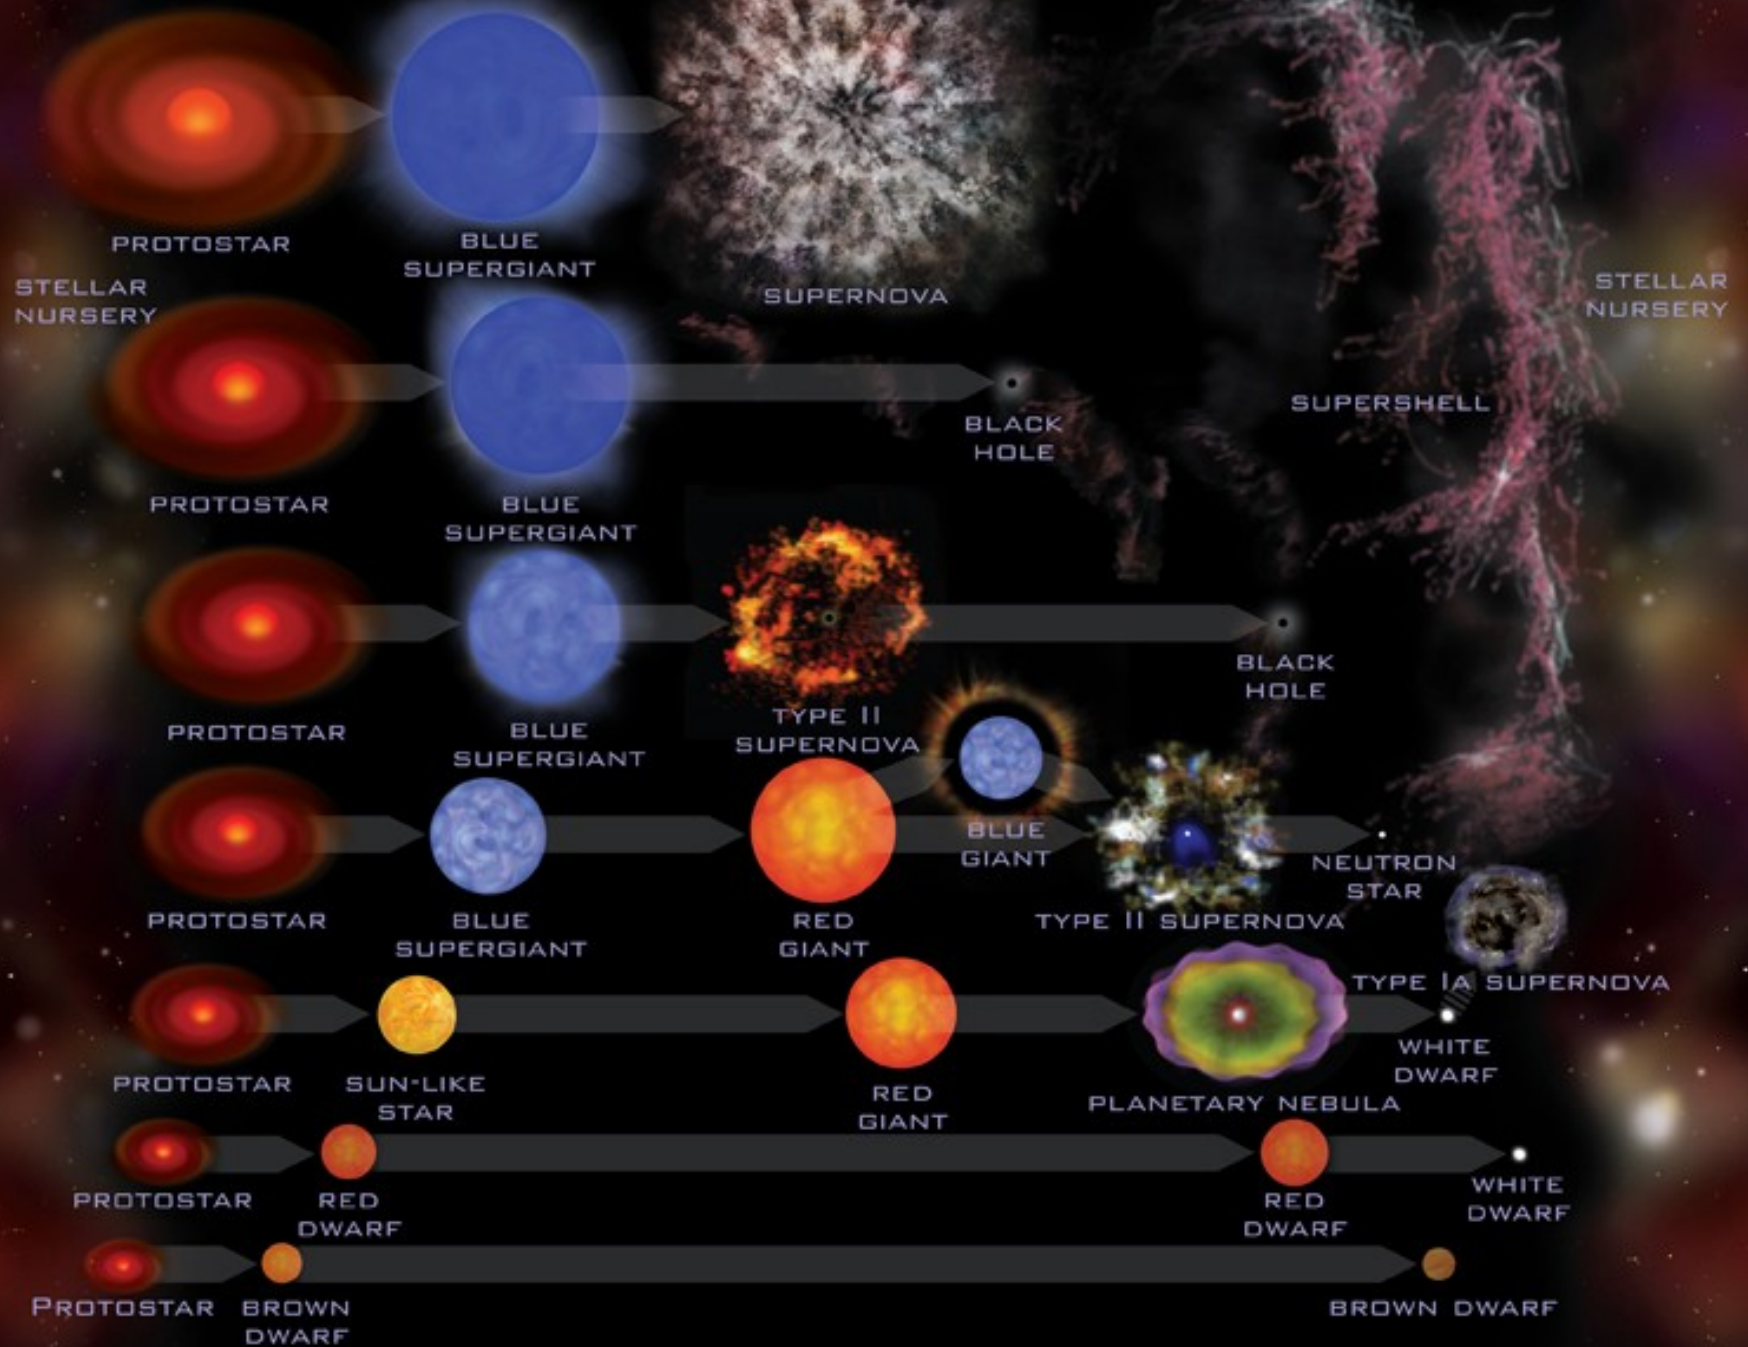 PROTOSTAR
BLUE
SUPERGIANT
SUPERNOVA
STELLAR
NURSERY
STELLAR
NURSERY
SUPERSHELL
BLACK
HOLE
PROTOSTAR
BLUE
SUPERGIANT
BLACK
HOLE
PROTOSTAR
BLUE
SUPERGIANT
TYPE II
SUPERNOVA
BLUE
GIANT
NEUTRON
STAR
PROTOSTAR
BLUE
SUPERGIANT
RED
GIANT
TYPE II SUPERNOVA
TYPE IA SUPERNOVA
WHITE
DWARF
PROTOSTAR
SUN-LIKE
STAR
RED
GIANT
PLANETARY NEBULA
PROTOSTAR
RED
DWARF
RED
DWARF
WHITE
DWARF
PROTOSTAR
BROWN
DWARF
BROWN DWARF